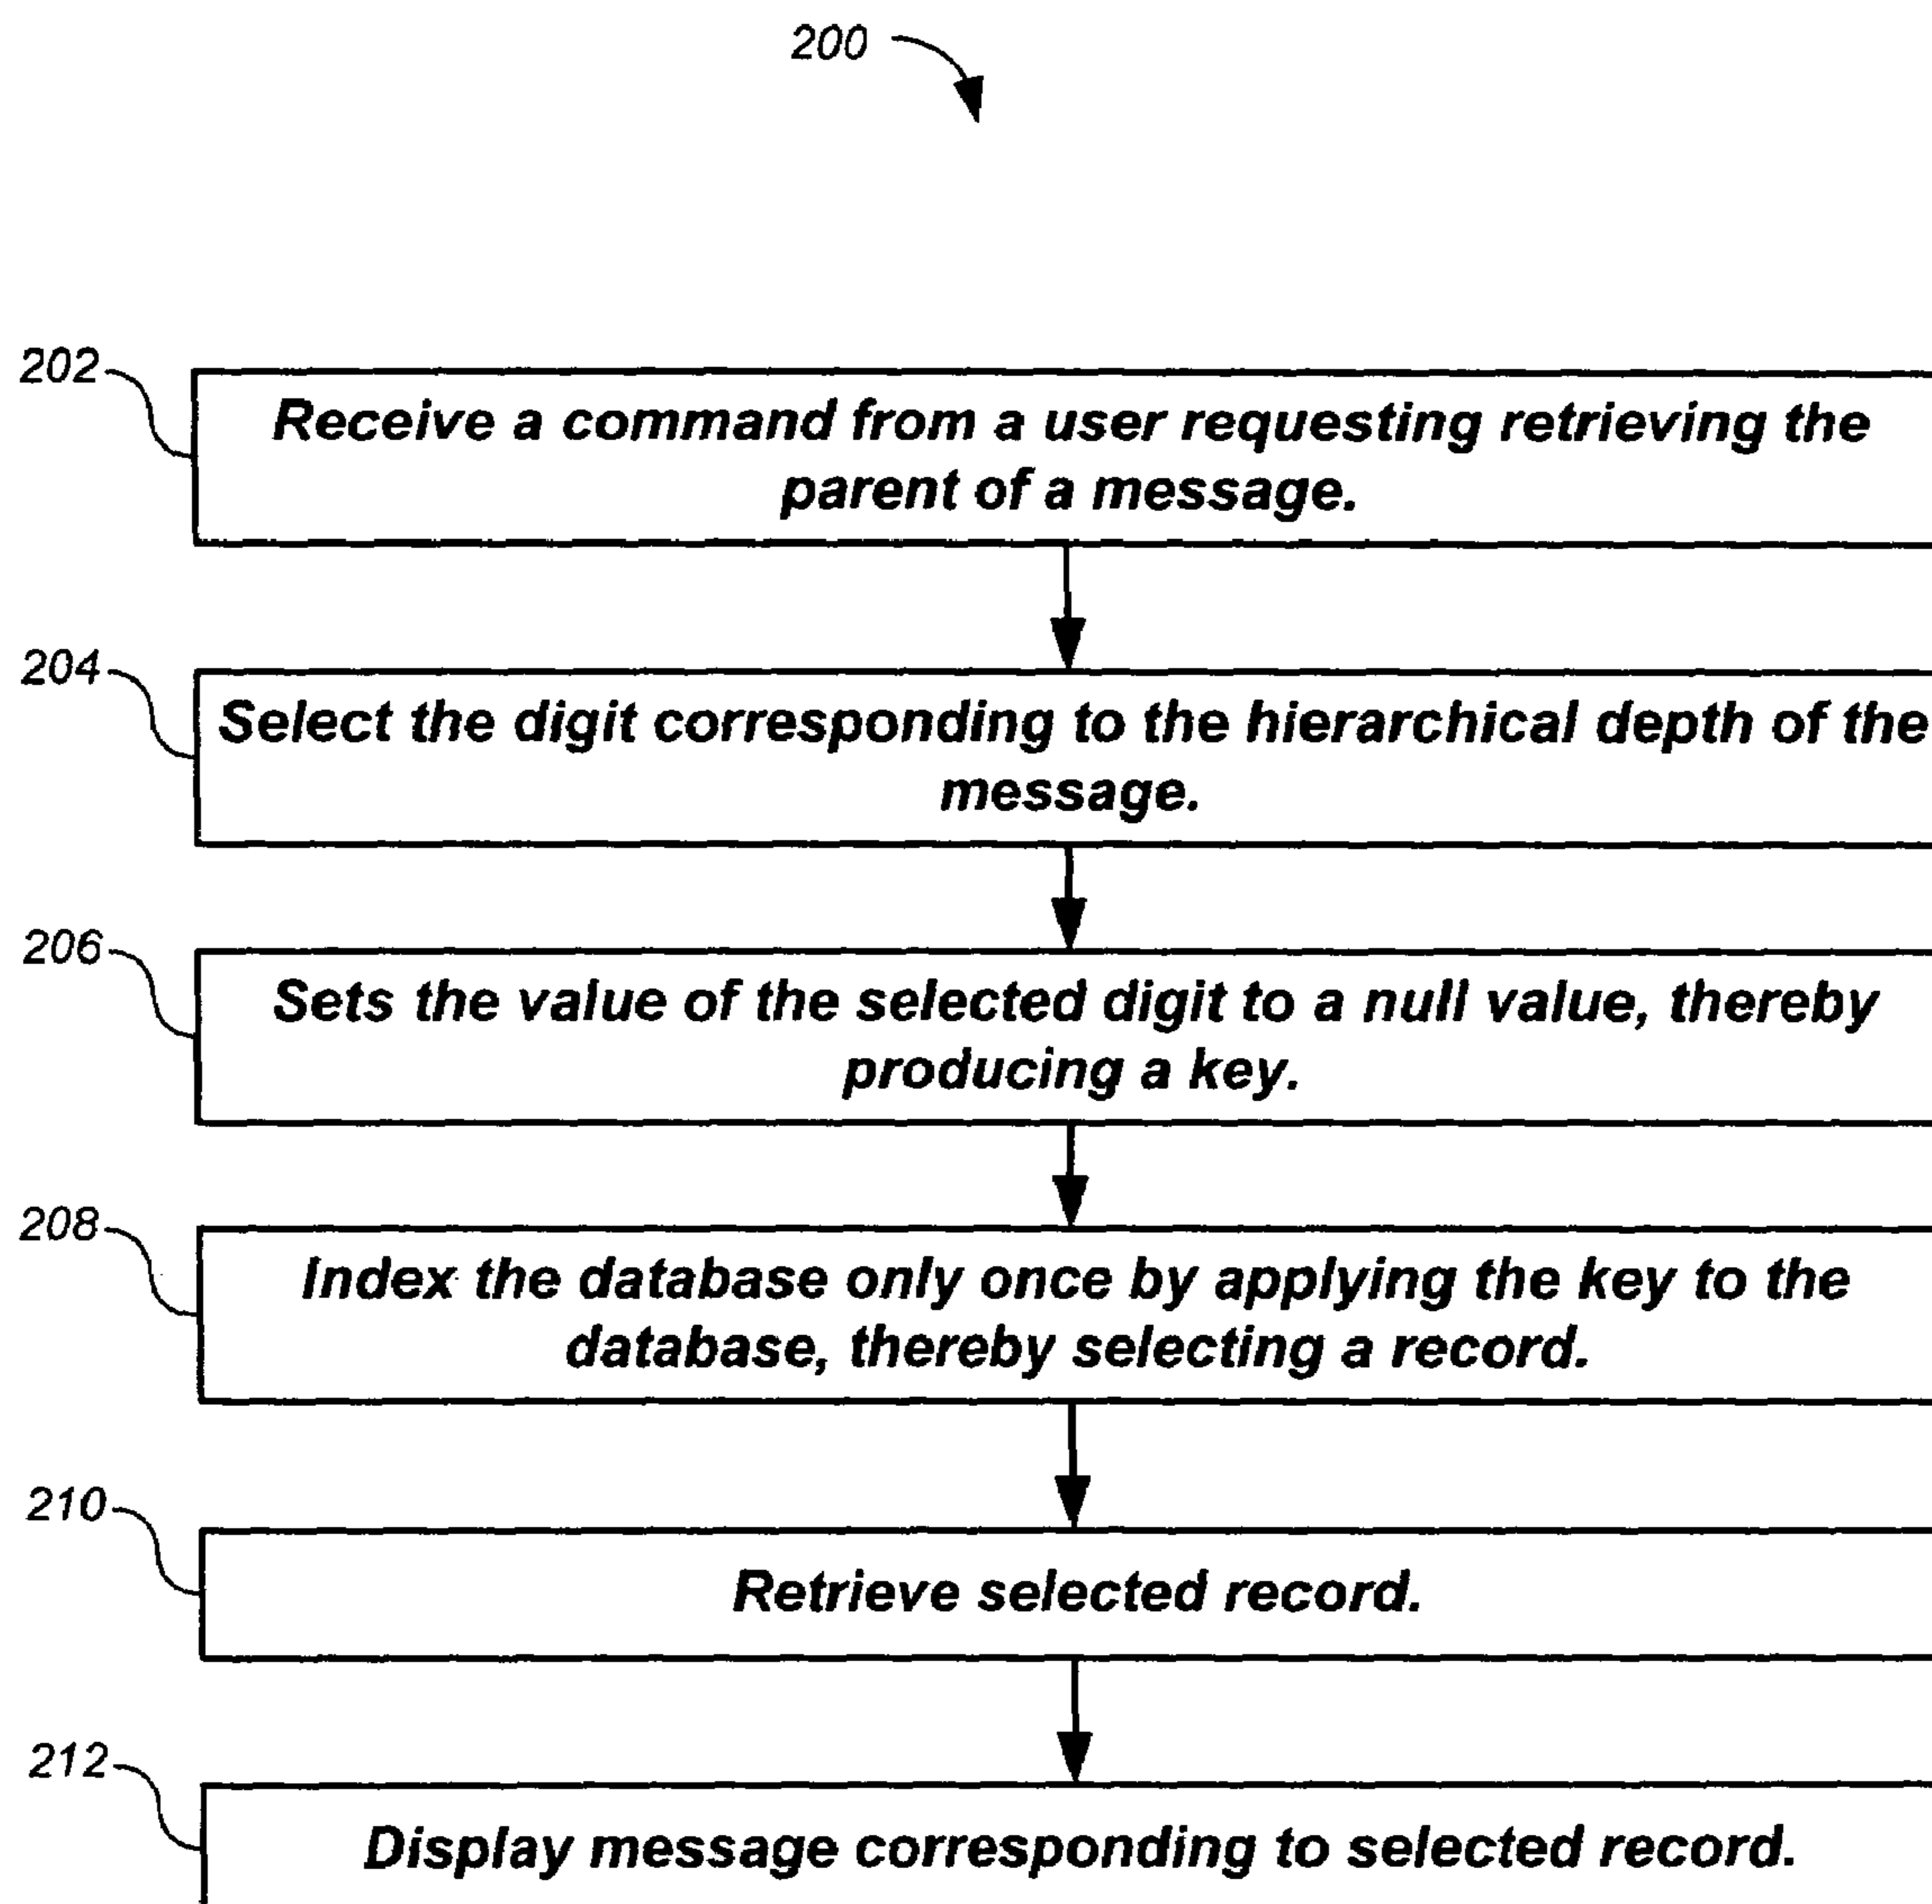 200
202
Receive a command from a user requesting retrieving the
parent of a message.
204
Select the digit corresponding to the hierarchical depth of the
message.
206
Sets the value of the selected digit to a null value, thereby
producing a key.
208
Index the database only once by applying the key to the
database, thereby selecting a record.
210
Retrieve selected record.
212
Display message corresponding to selected record.